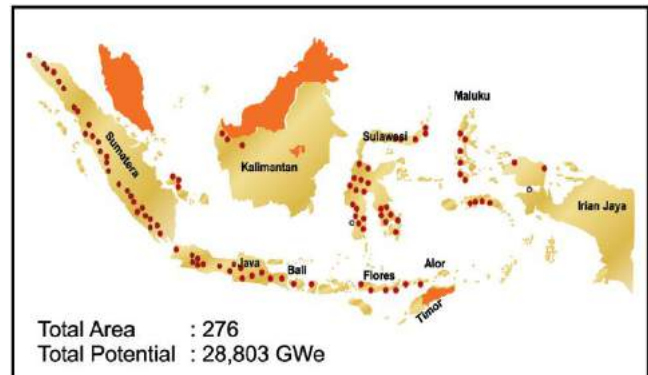 Maluku
Sulawesi
Sumatera
Kalimantan
Irian Jaya
Java
Bali
Flores
Alor
Timor
Total Area : 276
Total Potential : 28,803 GWe